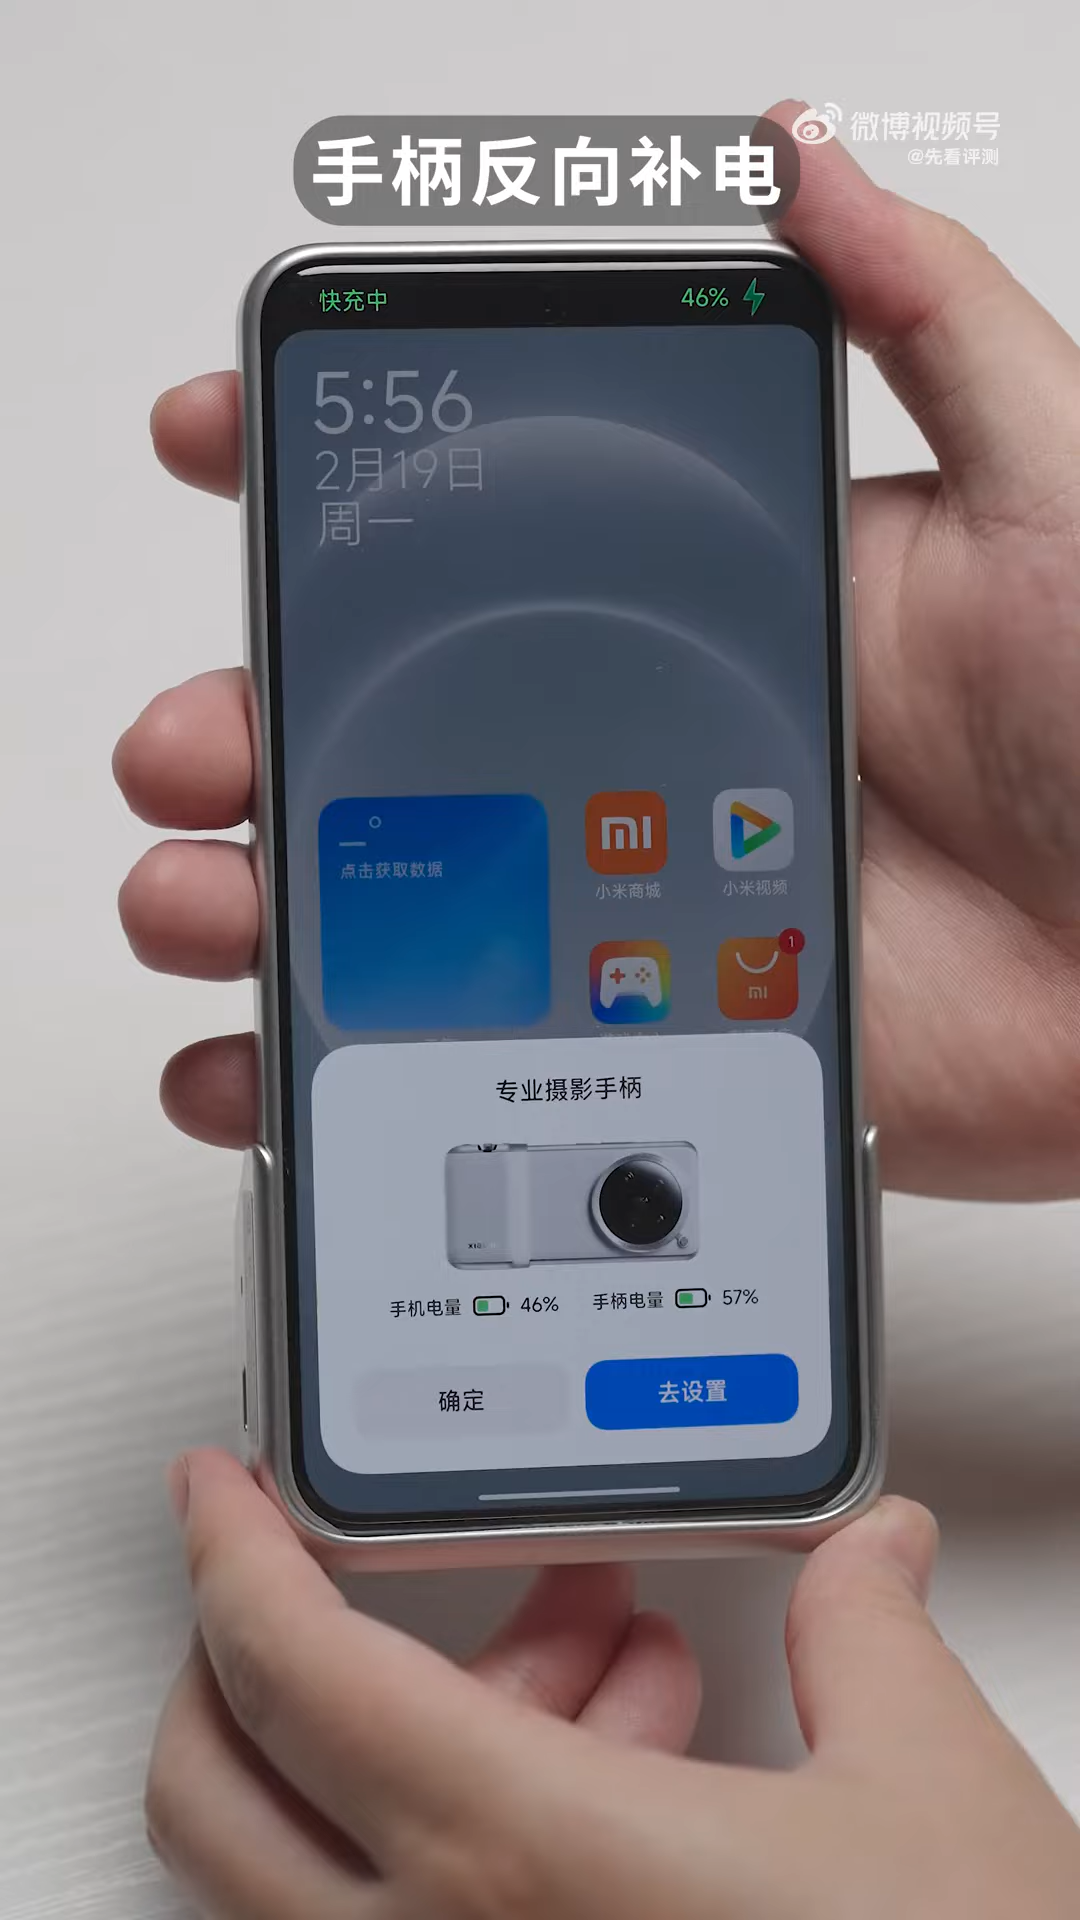 微博视频号
@先看评测
手柄反向补电
快充中
46%
5:56
2月19日
周一
点击获取数据
小米商城
小米视频
1
专业摄影手柄
手机电量 46%
手柄电量 57%
确定
去设置